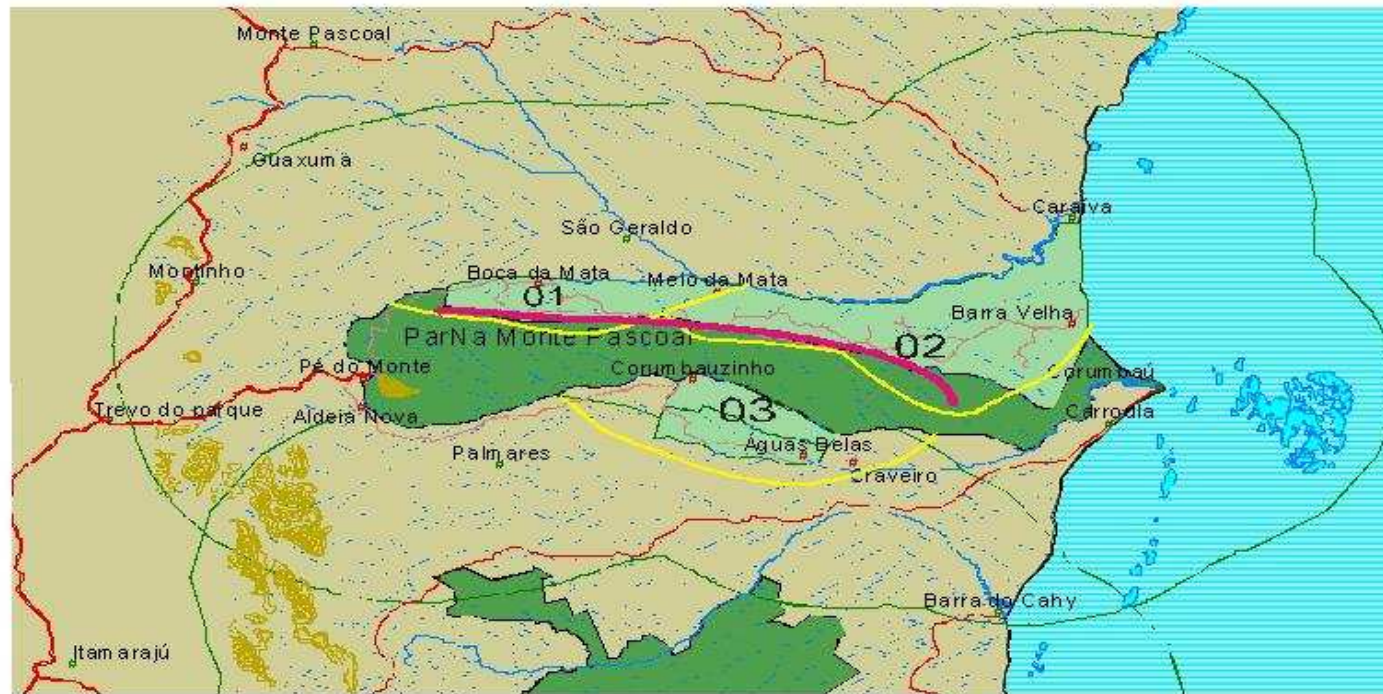 Monte Pascoal
Guaxuma
Caraíva
São Geraldo
Montinho
Boca da Mata
Meio da Mata
01
Barra Velha
ParNa Monte Pascoal
02
Pé do Monte
Corumbauzinho
Corumbaú
Trevo do parque
Aldeia Nova
03
Carroula
Águas Belas
Palmares
Craveiro
Barra do Cahy
Itamarajú